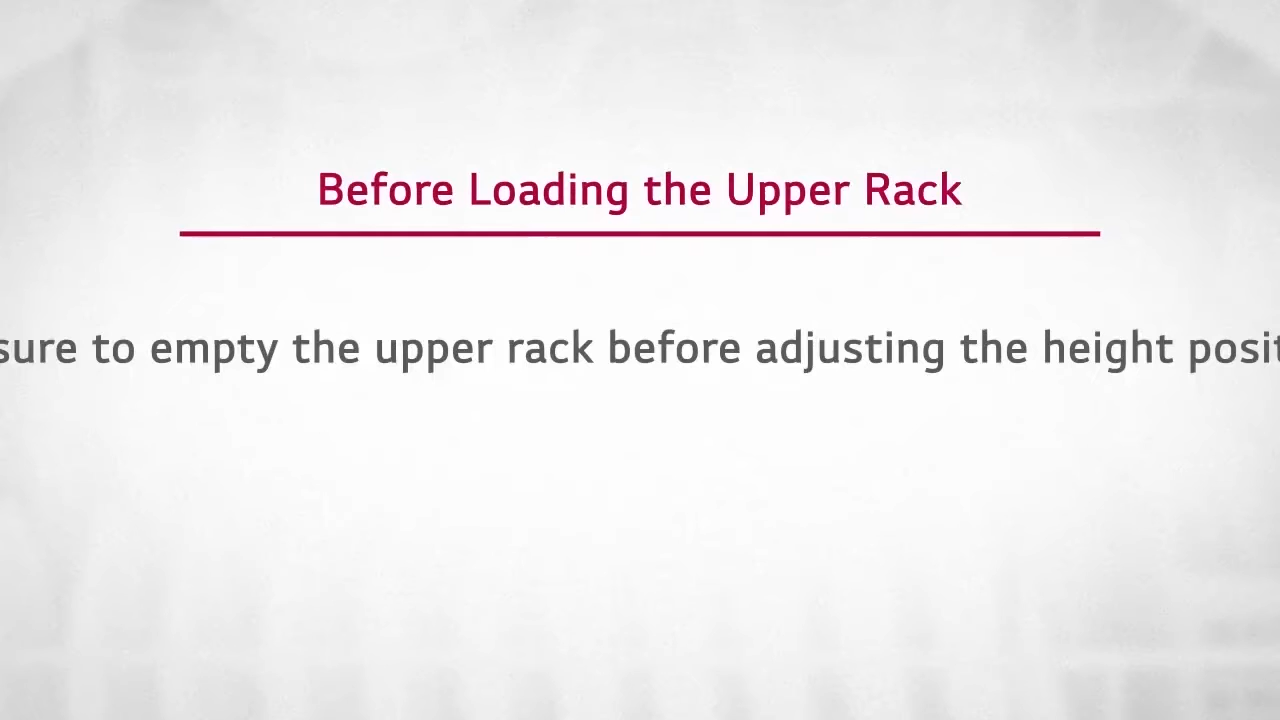 Before Loading the Upper Rack
sure to empty the upper rack before adjusting the height posit